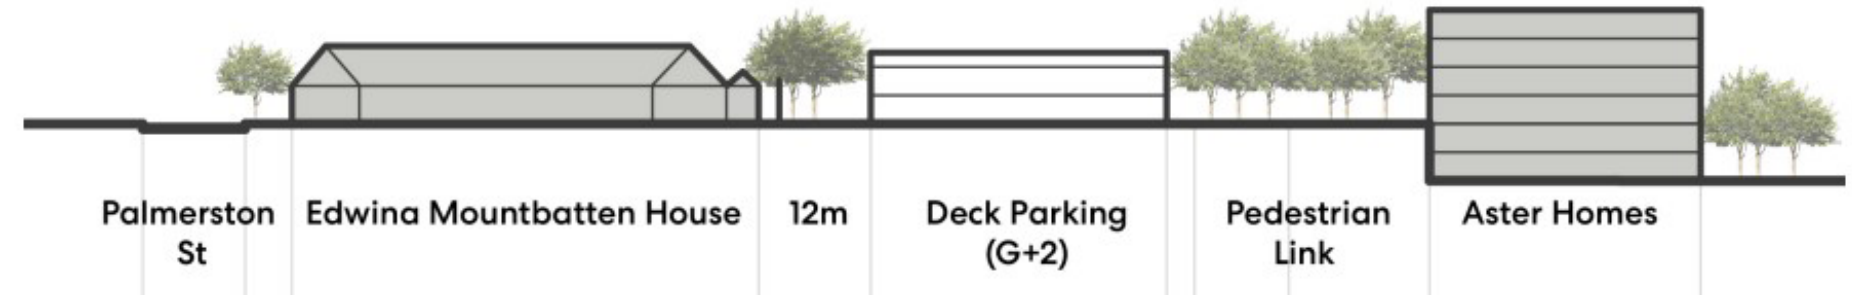 Palmerston
St
Edwina Mountbatten House
12m
Deck Parking
(G+2)
Pedestrian
Link
Aster Homes